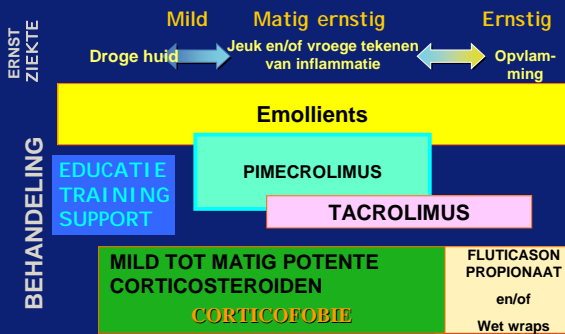 ERNST
ZIEKTE
Mild
Matig ernstig
Ernstig
Droge huid
Jeuk en/of vroege tekenen
van inflammatie
Opvlam-
ming
BEHANDELING
Emollients
EDUCATIE
TRAINING
SUPPORT
PIMECROLIMUS
TACROLIMUS
MILD TOT MATIG POTENTE
CORTICOSTEROIDEN
CORTICOFOBIE
FLUTICASON
PROPIONAAT
en/of
Wet wraps